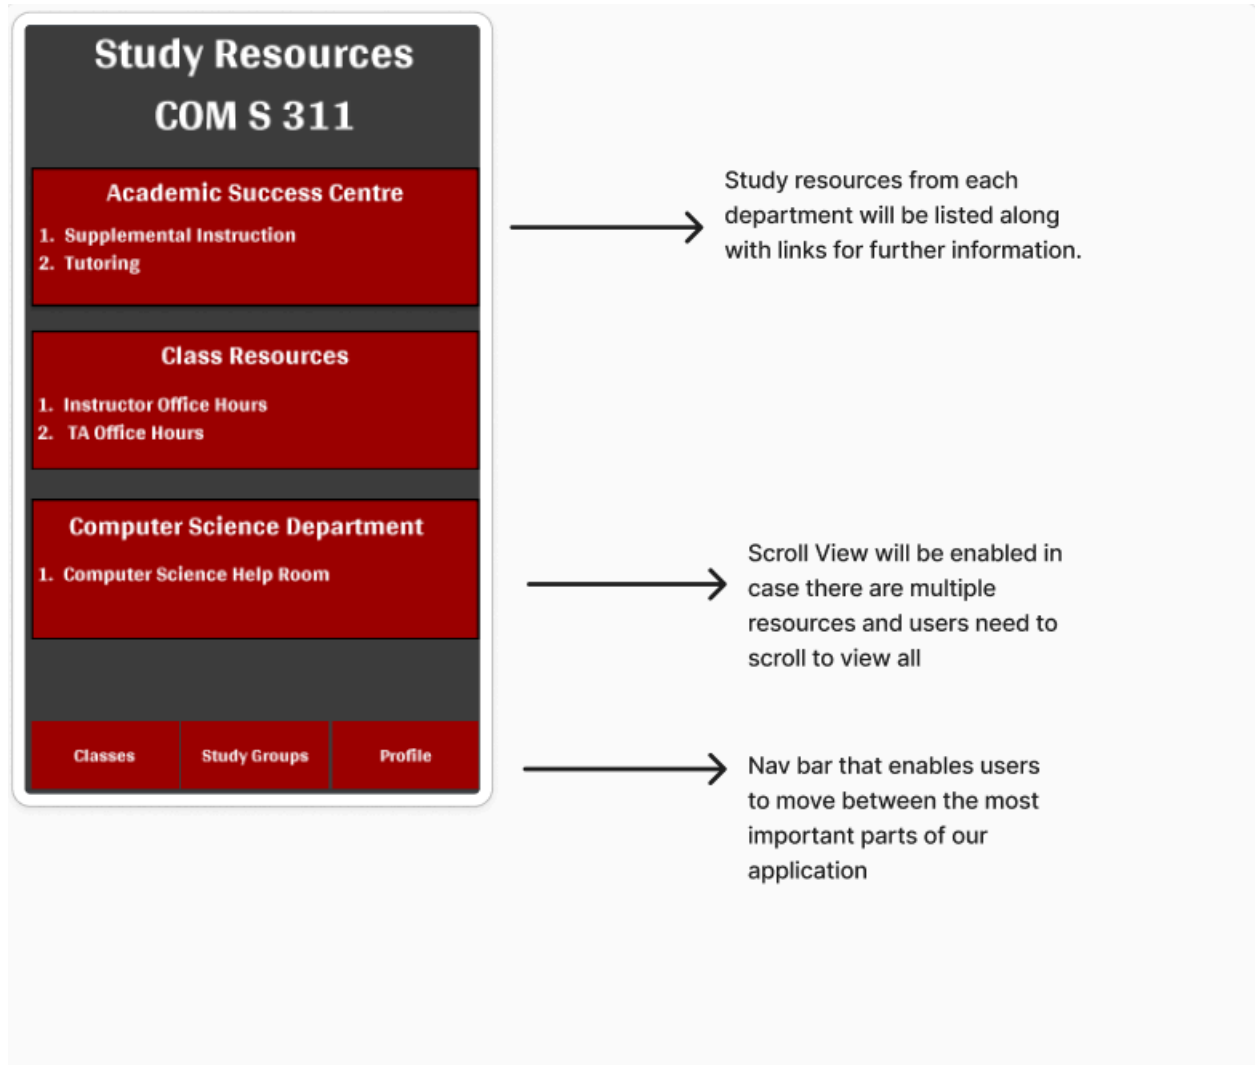 Study Resources
COM S 311
Academic Success Centre
1. Supplemental Instruction
2. Tutoring
Study resources from each
department will be listed along
with links for further information.
Class Resources
1. Instructor Office Hours
2. TA Office Hours
Computer Science Department
1. Computer Science Help Room
Scroll View will be enabled in
case there are multiple
resources and users need to
scroll to view all
Classes
Study Groups
Profile
Nav bar that enables users
to move between the most
important parts of our
application